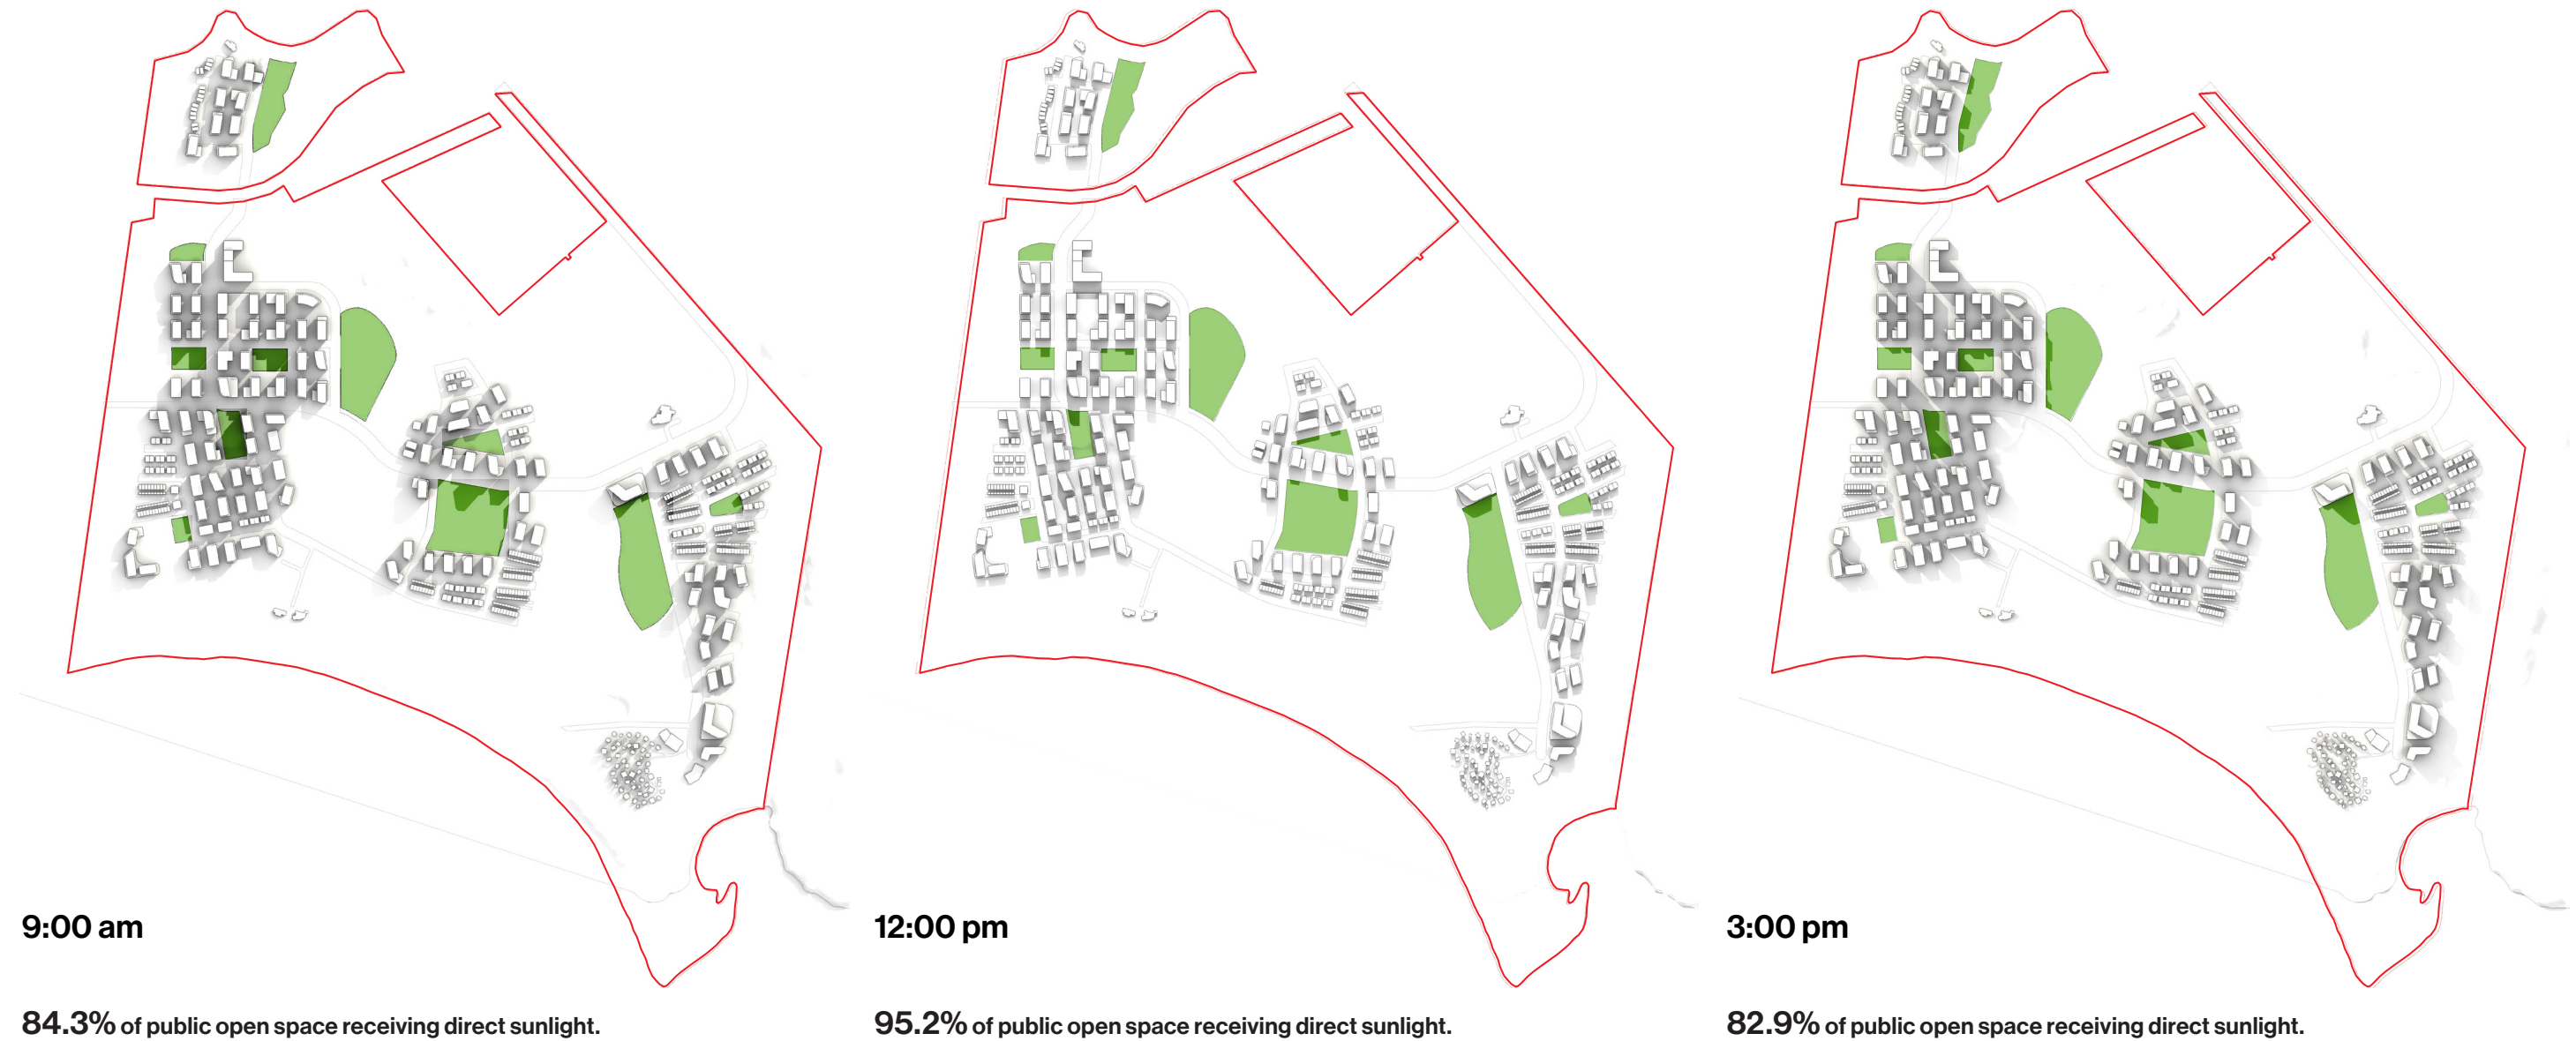 9:00 am
84.3% of public open space receiving direct sunlight.
12:00 pm
95.2% of public open space receiving direct sunlight.
3:00 pm
82.9% of public open space receiving direct sunlight.